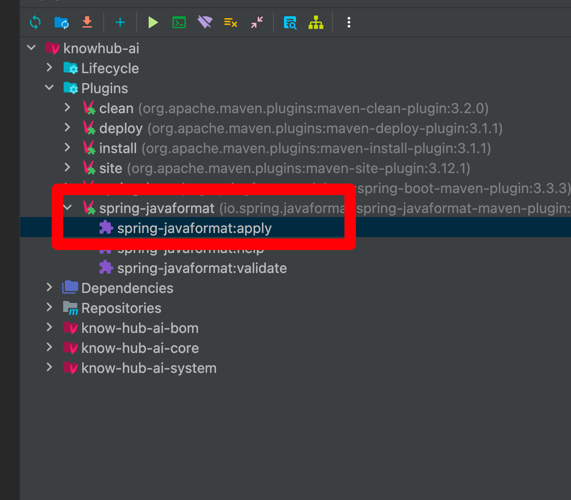 knowhub-ai
Lifecycle
Plugins
clean (org.apache.maven.plugins:maven-clean-plugin:3.2.0)
deploy (org.apache.maven.plugins:maven-deploy-plugin:3.1.1)
install (org.apache.maven.plugins:maven-install-plugin:3.1.1)
site (org.apache.maven.plugins:maven-site-plugin:3.12.1)
spring-boot-maven-plugin:3.3.3)
spring-javaformat (io.spring.javaforma spring-javaformat-maven-plugin:
spring-javaformat:apply
spring-javaformat:help
spring-javaformat:validate
Dependencies
Repositories
know-hub-ai-bom
know-hub-ai-core
know-hub-ai-system